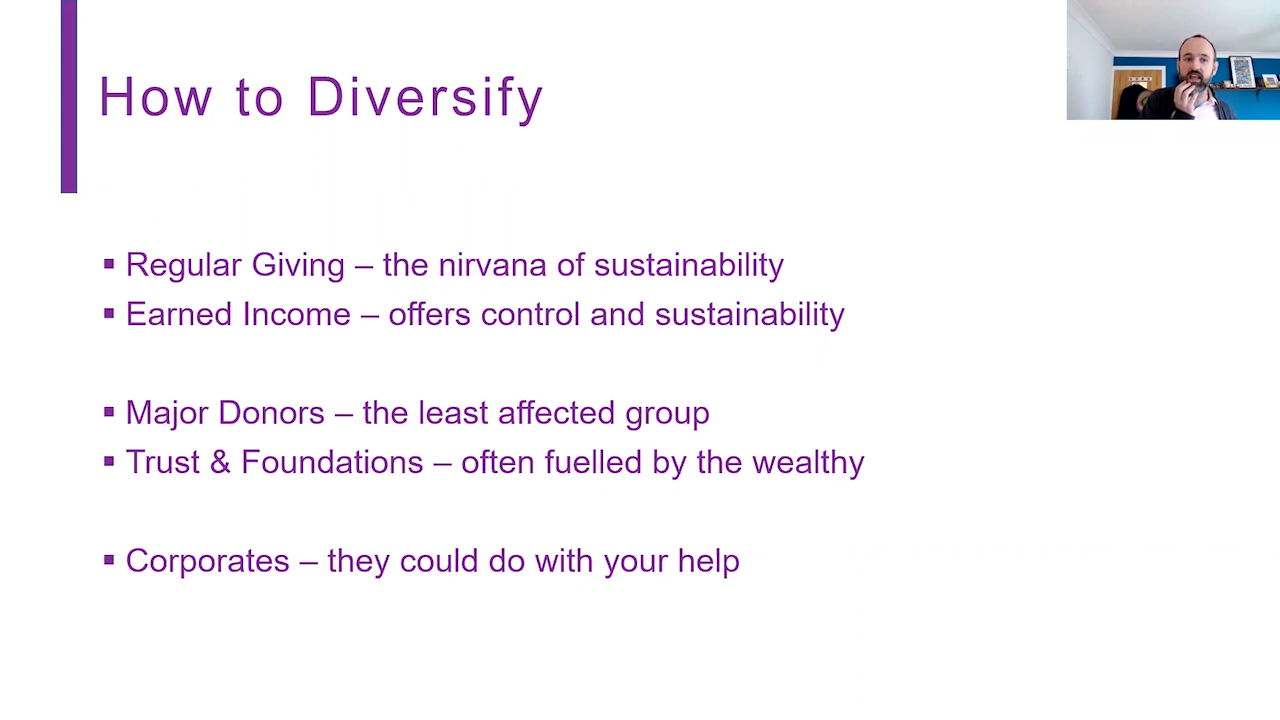 How to Diversify
▪ Regular Giving – the nirvana of sustainability
▪ Earned Income – offers control and sustainability
▪ Major Donors – the least affected group
▪ Trust & Foundations – often fuelled by the wealthy
▪ Corporates – they could do with your help